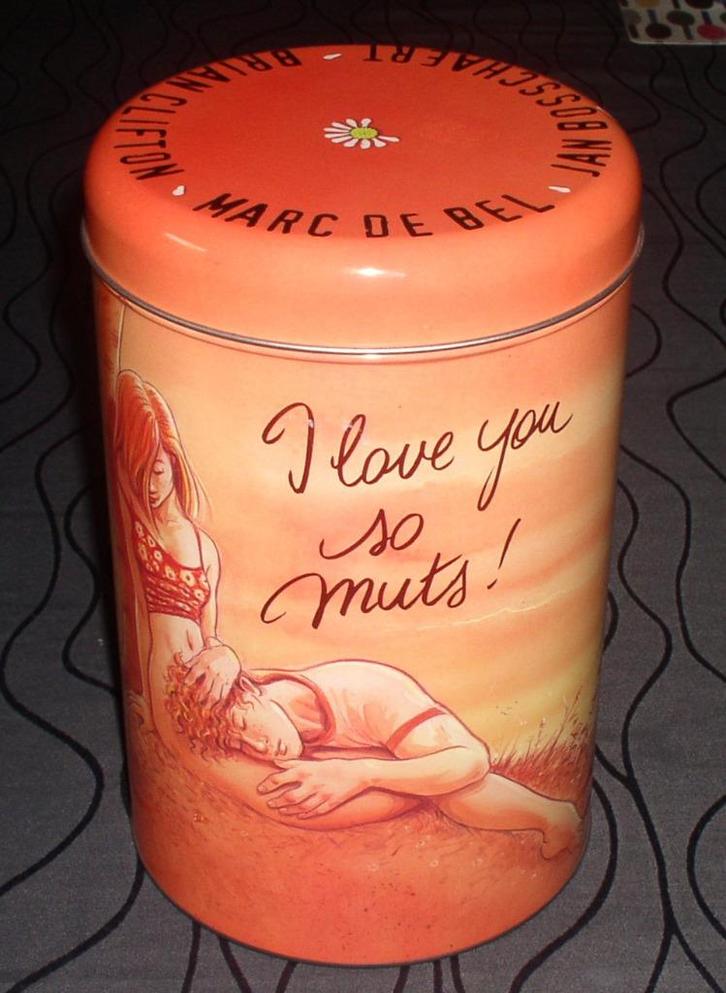 BRIAN CLIFTON
JAN BOSSCHAERT
MARC DE BEL
I love you
so
muts!